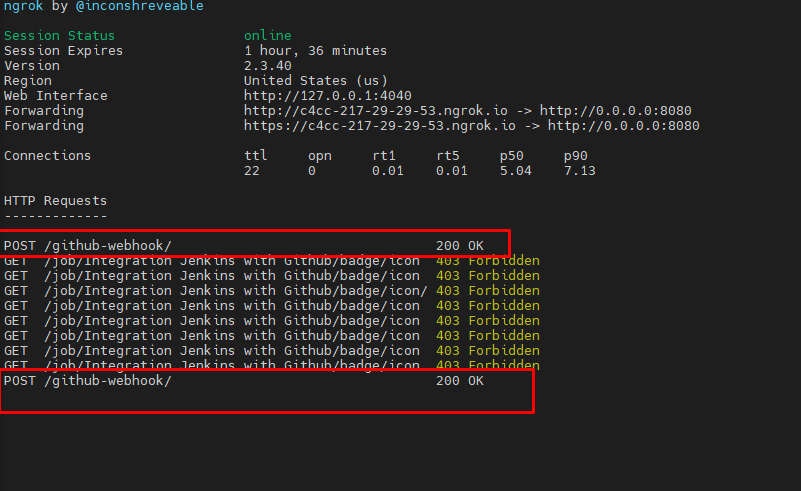 ngrok by @inconshreveable
Session Status online
Session Expires 1 hour, 36 minutes
Version 2.3.40
Region United States (us)
Web Interface http://127.0.0.1:4040
Forwarding http://c4cc-217-29-29-53.ngrok.io -> http://0.0.0.0:8080
Forwarding https://c4cc-217-29-29-53.ngrok.io -> http://0.0.0.0:8080
Connections ttl opn rt1 rt5 p50 p90
22 0 0.01 0.01 5.04 7.13
HTTP Requests
-------------
POST /github-webhook/ 200 OK
GET /job/Integration Jenkins with Github/badge/icon 403 Forbidden
GET /job/Integration Jenkins with Github/badge/icon 403 Forbidden
GET /job/Integration Jenkins with Github/badge/icon/ 403 Forbidden
GET /job/Integration Jenkins with Github/badge/icon 403 Forbidden
GET /job/Integration Jenkins with Github/badge/icon 403 Forbidden
GET /job/Integration Jenkins with Github/badge/icon 403 Forbidden
GET /job/Integration Jenkins with Github/badge/icon 403 Forbidden
GET /job/Integration Jenkins with Github/badge/icon 403 Forbidden
POST /github-webhook/ 200 OK